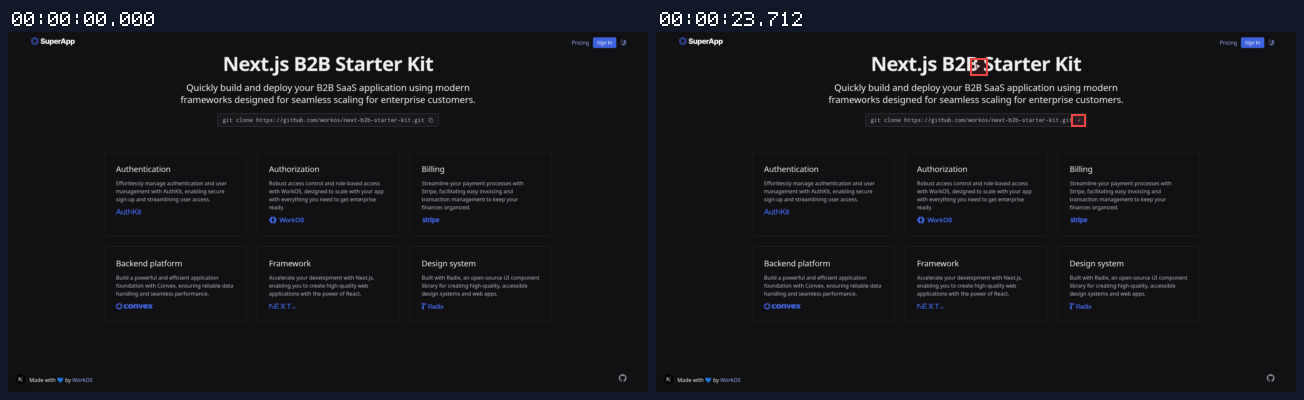 00:00:00.000
SuperApp
Pricing
Sign In
Next.js B2B Starter Kit
Quickly build and deploy your B2B SaaS application using modern
frameworks designed for seamless scaling for enterprise customers.
git clone https://github.com/workos/next-b2b-starter-kit.git
Authentication
Effortlessly manage authentication and user
management with AuthKit, enabling secure
sign-up and streamlined user access.
AuthKit
Authorization
Robust access control and role-based access
with WorkOS, designed to scale with your app
with everything you need to get enterprise
ready.
WorkOS
Billing
Streamline your payment processes with
Stripe, facilitating easy invoicing and
transaction management to keep your
finances organized.
stripe
Backend platform
Build a powerful and efficient application
foundation with Convex, ensuring reliable data
handling and seamless performance.
convex
Framework
Accelerate your development with Next.js,
enabling you to create high-quality web
applications with the power of React.
NEXT.JS
Design system
Built with Radix, an open-source UI component
library for creating high-quality, accessible
design systems and web apps.
Radix
N
Made with 💙 by WorkOS
00:00:23.712
SuperApp
Pricing
Sign In
Next.js B2B Starter Kit
Quickly build and deploy your B2B SaaS application using modern
frameworks designed for seamless scaling for enterprise customers.
git clone https://github.com/workos/next-b2b-starter-kit.git
Authentication
Effortlessly manage authentication and user
management with AuthKit, enabling secure
sign-up and streamlined user access.
AuthKit
Authorization
Robust access control and role-based access
with WorkOS, designed to scale with your app
with everything you need to get enterprise
ready.
WorkOS
Billing
Streamline your payment processes with
Stripe, facilitating easy invoicing and
transaction management to keep your
finances organized.
stripe
Backend platform
Build a powerful and efficient application
foundation with Convex, ensuring reliable data
handling and seamless performance.
convex
Framework
Accelerate your development with Next.js,
enabling you to create high-quality web
applications with the power of React.
NEXT.JS
Design system
Built with Radix, an open-source UI component
library for creating high-quality, accessible
design systems and web apps.
Radix
N
Made with 💙 by WorkOS